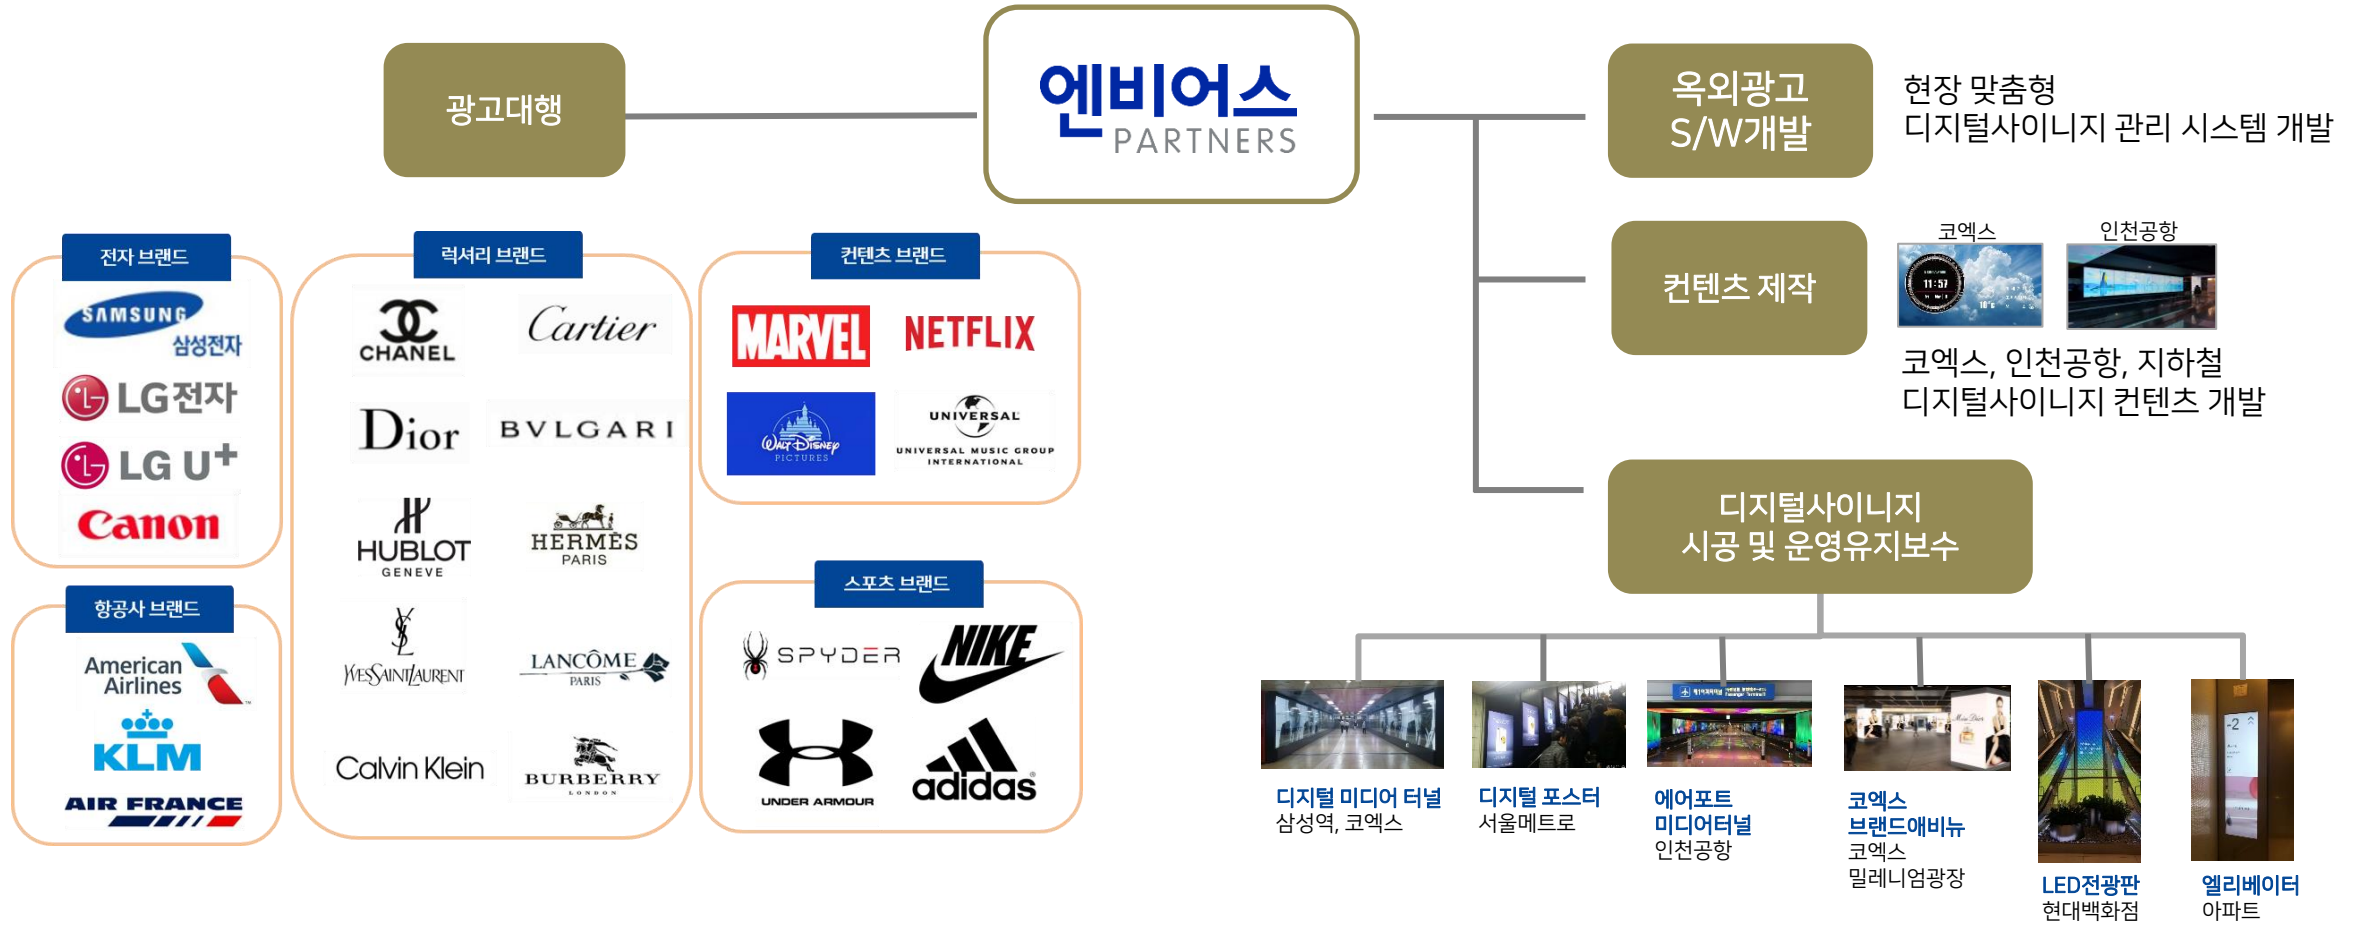 엔비어스
PARTNERS
광고대행
전자 브랜드
SAMSUNG
삼성전자
LG전자
LG U+
Canon
항공사 브랜드
American
Airlines
KLM
AIR FRANCE
럭셔리 브랜드
CHANEL
Cartier
Dior
BVLGARI
HUBLOT
GENEVE
HERMÈS
PARIS
YVESSAINTLAURENT
LANCÔME
PARIS
Calvin Klein
BURBERRY
LONDON
컨텐츠 브랜드
MARVEL
NETFLIX
WALT DISNEY
PICTURES
UNIVERSAL
UNIVERSAL MUSIC GROUP
INTERNATIONAL
스포츠 브랜드
SPYDER
NIKE
UNDER ARMOUR
adidas
옥외광고
S/W개발
현장 맞춤형
디지털사이니지 관리 시스템 개발
컨텐츠 제작
코엑스
11:57
인천공항
코엑스, 인천공항, 지하철
디지털사이니지 컨텐츠 개발
디지털사이니지
시공 및 운영유지보수
디지털 미디어 터널
삼성역, 코엑스
디지털 포스터
서울메트로
에어포트
미디어터널
인천공항
코엑스
브랜드애비뉴
코엑스
밀레니엄광장
Miss Dior
LED전광판
현대백화점
-2
엘리베이터
아파트